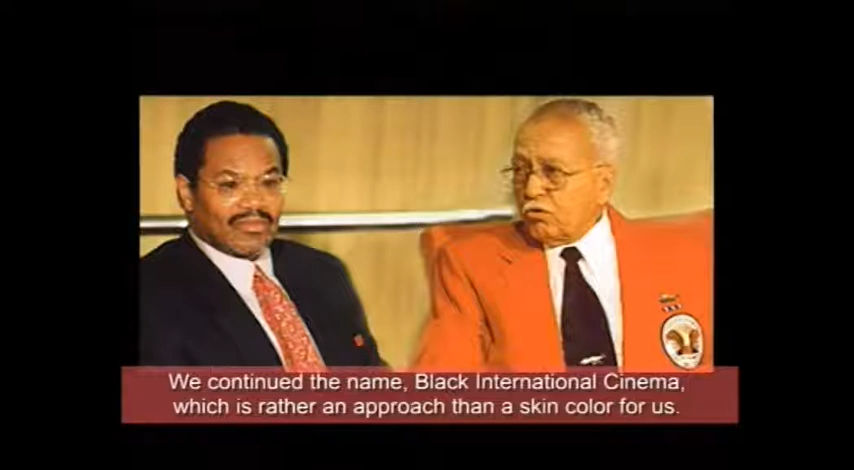 We continued the name, Black International Cinema,
which is rather an approach than a skin color for us.